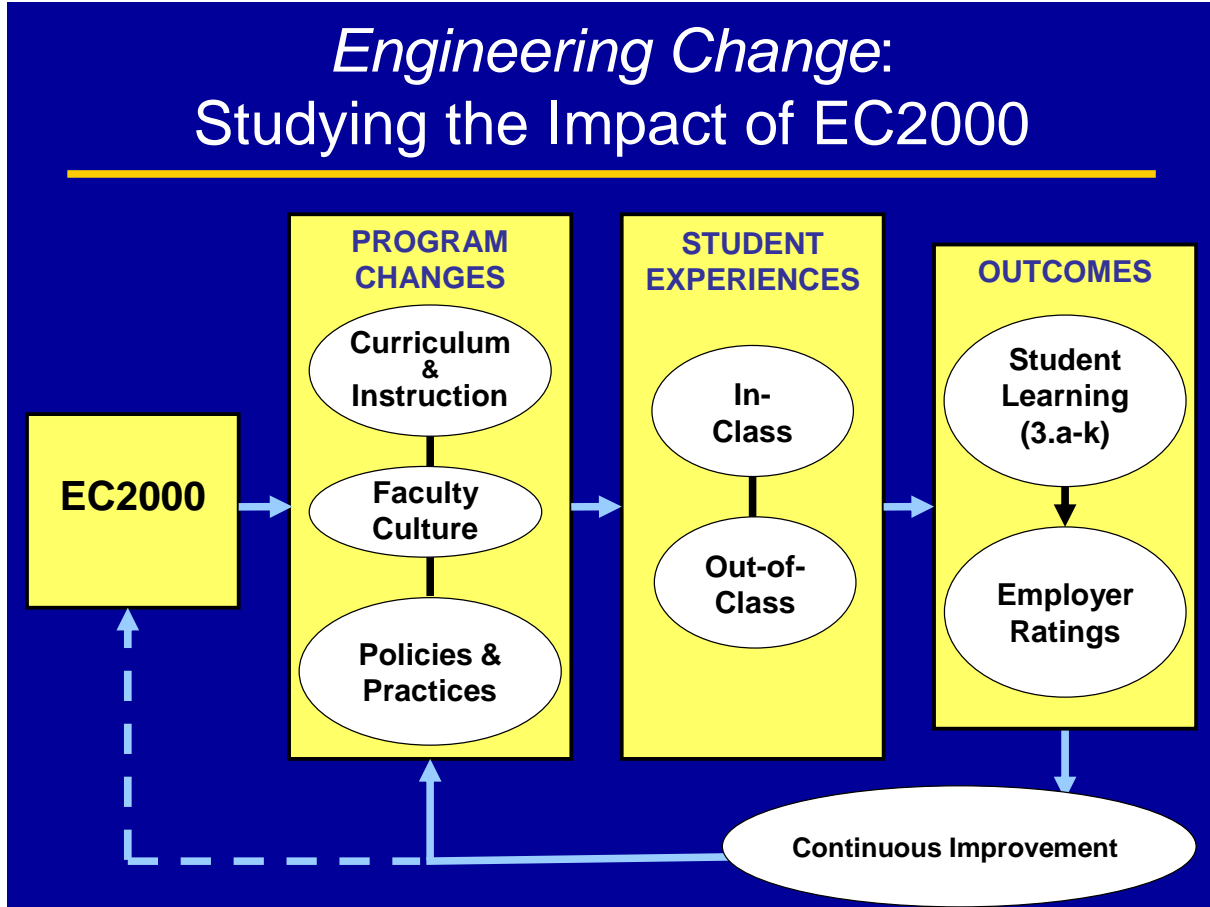 Engineering Change:
Studying the Impact of EC2000
EC2000
PROGRAM
CHANGES
Curriculum
&
Instruction
Faculty
Culture
Policies &
Practices
STUDENT
EXPERIENCES
In-
Class
Out-of-
Class
OUTCOMES
Student
Learning
(3.a-k)
Employer
Ratings
Continuous Improvement